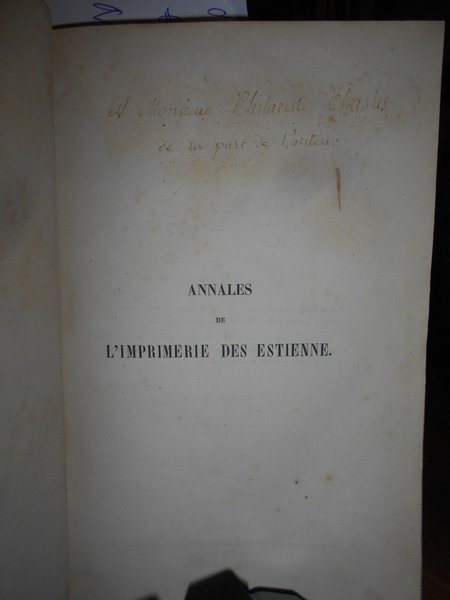 A Monsieur Philarète Chasles,
de la part de l'auteur.
ANNALES
DE
L'IMPRIMERIE DES ESTIENNE.